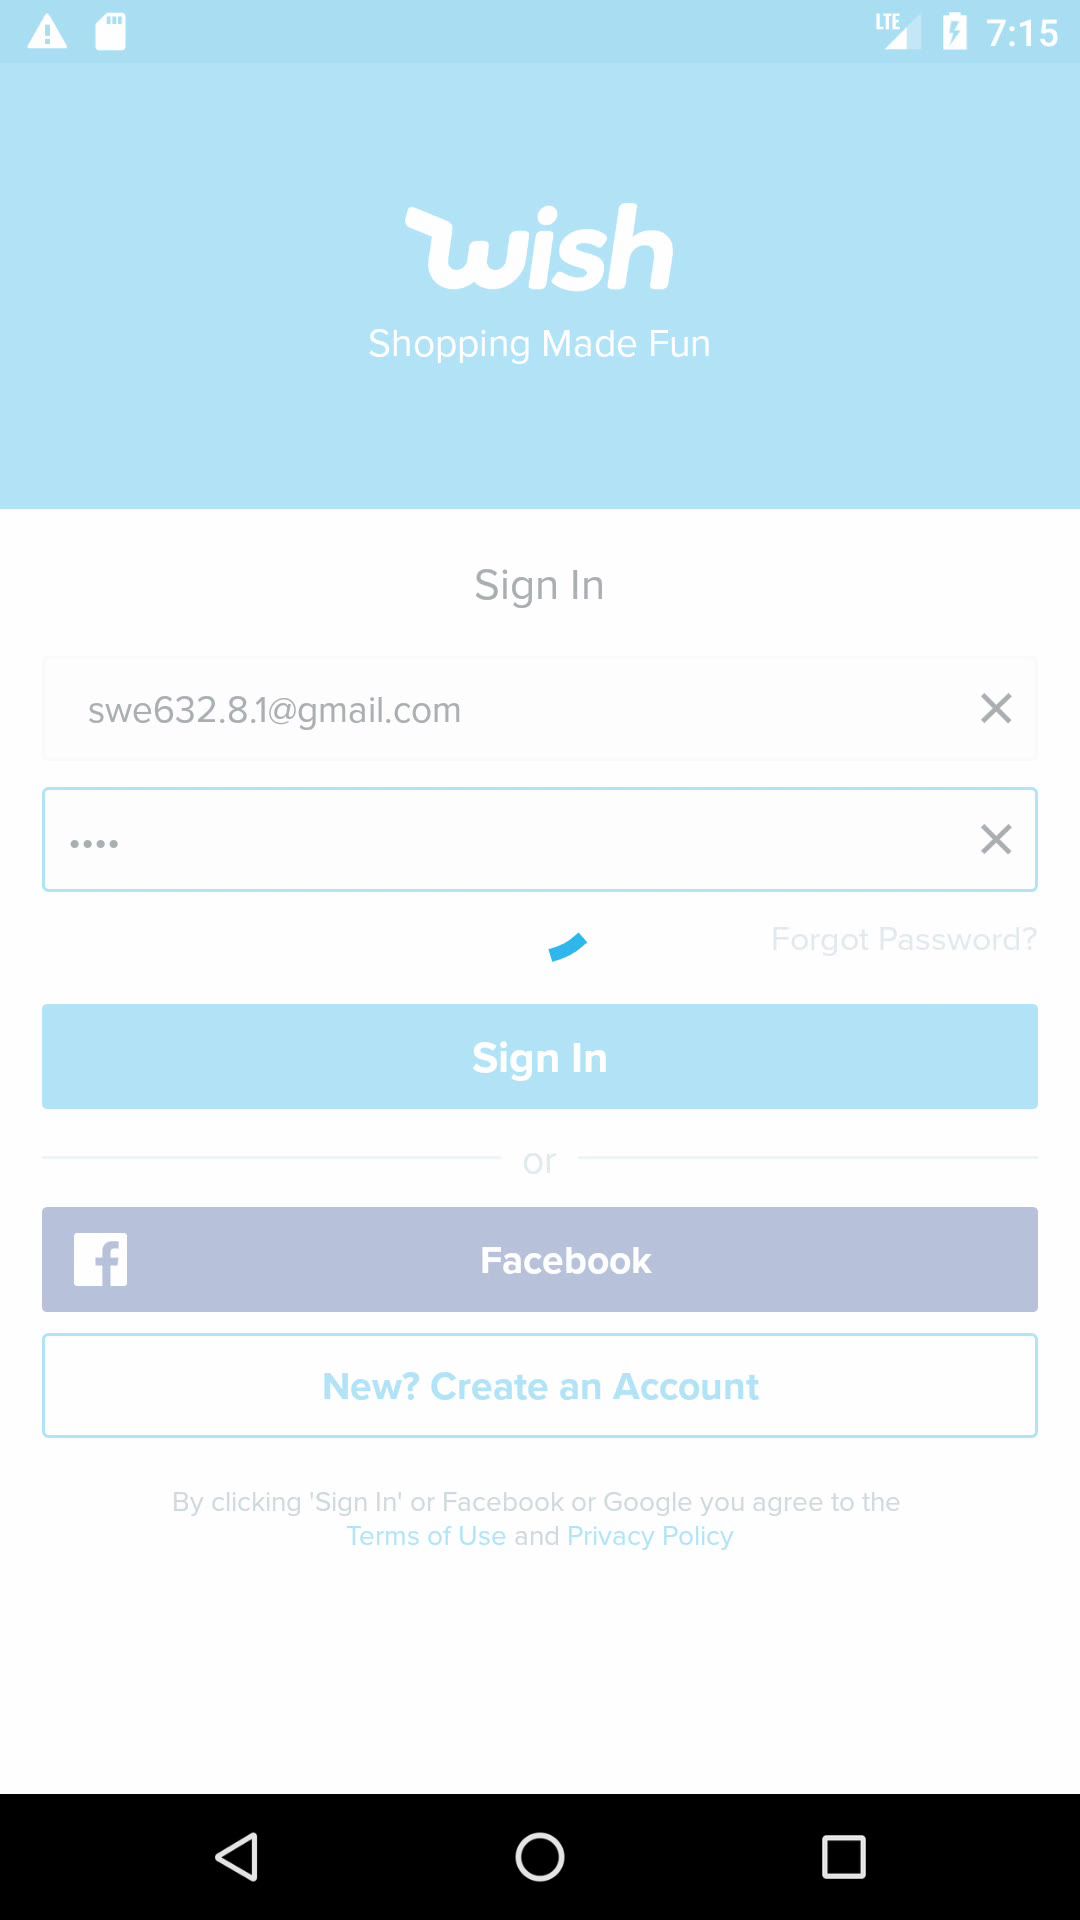 LTE 7:15
wish
Shopping Made Fun
Sign In
swe632.8.1@gmail.com
••••
Forgot Password?
Sign In
or
Facebook
New? Create an Account
By clicking 'Sign In' or Facebook or Google you agree to the
Terms of Use and Privacy Policy